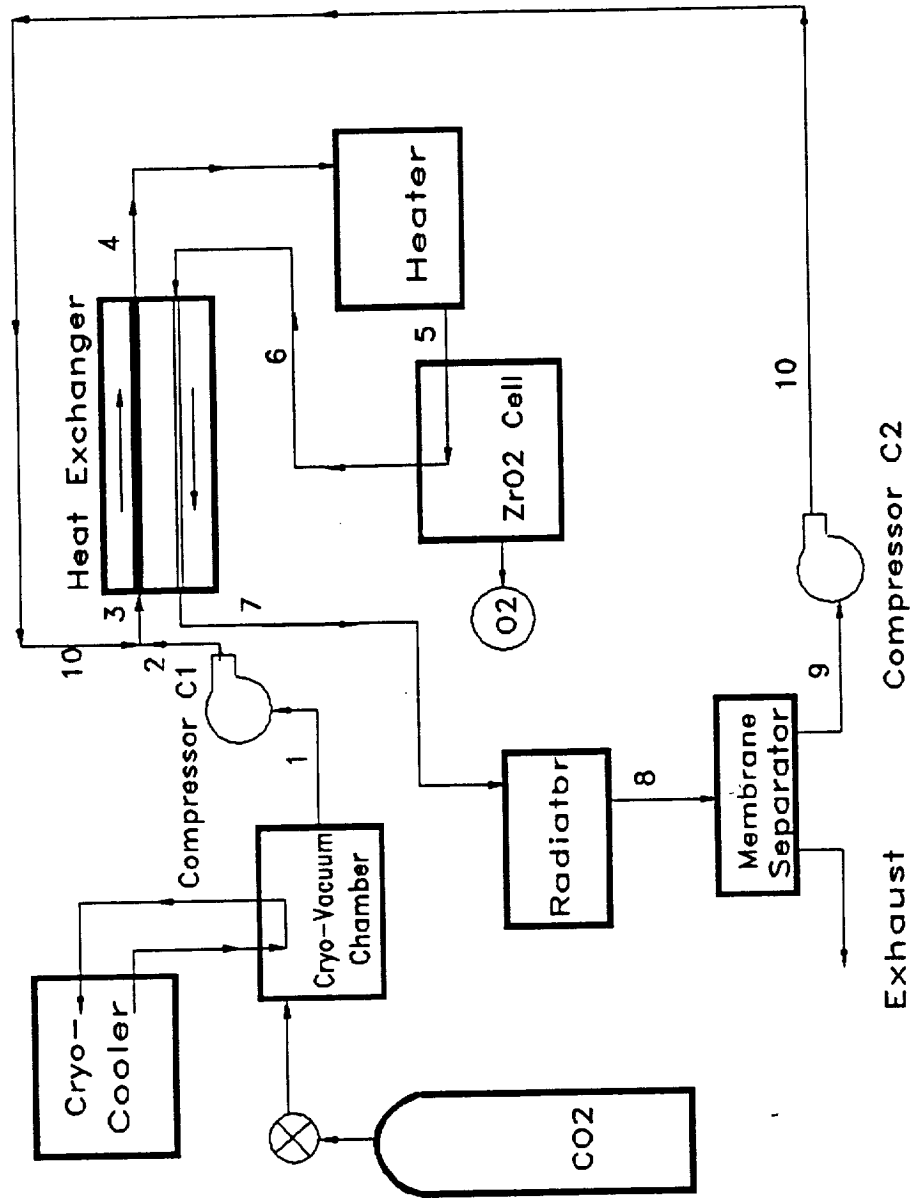 Cryo-
Cooler
CO2
Cryo-Vacuum
Chamber
1
Compressor C1
2
10
3
Heat Exchanger
4
Heater
5
6
ZrO2 Cell
O2
7
Radiatbr
8
Membrane
Separator
Exhaust
9
Compressor C2
10